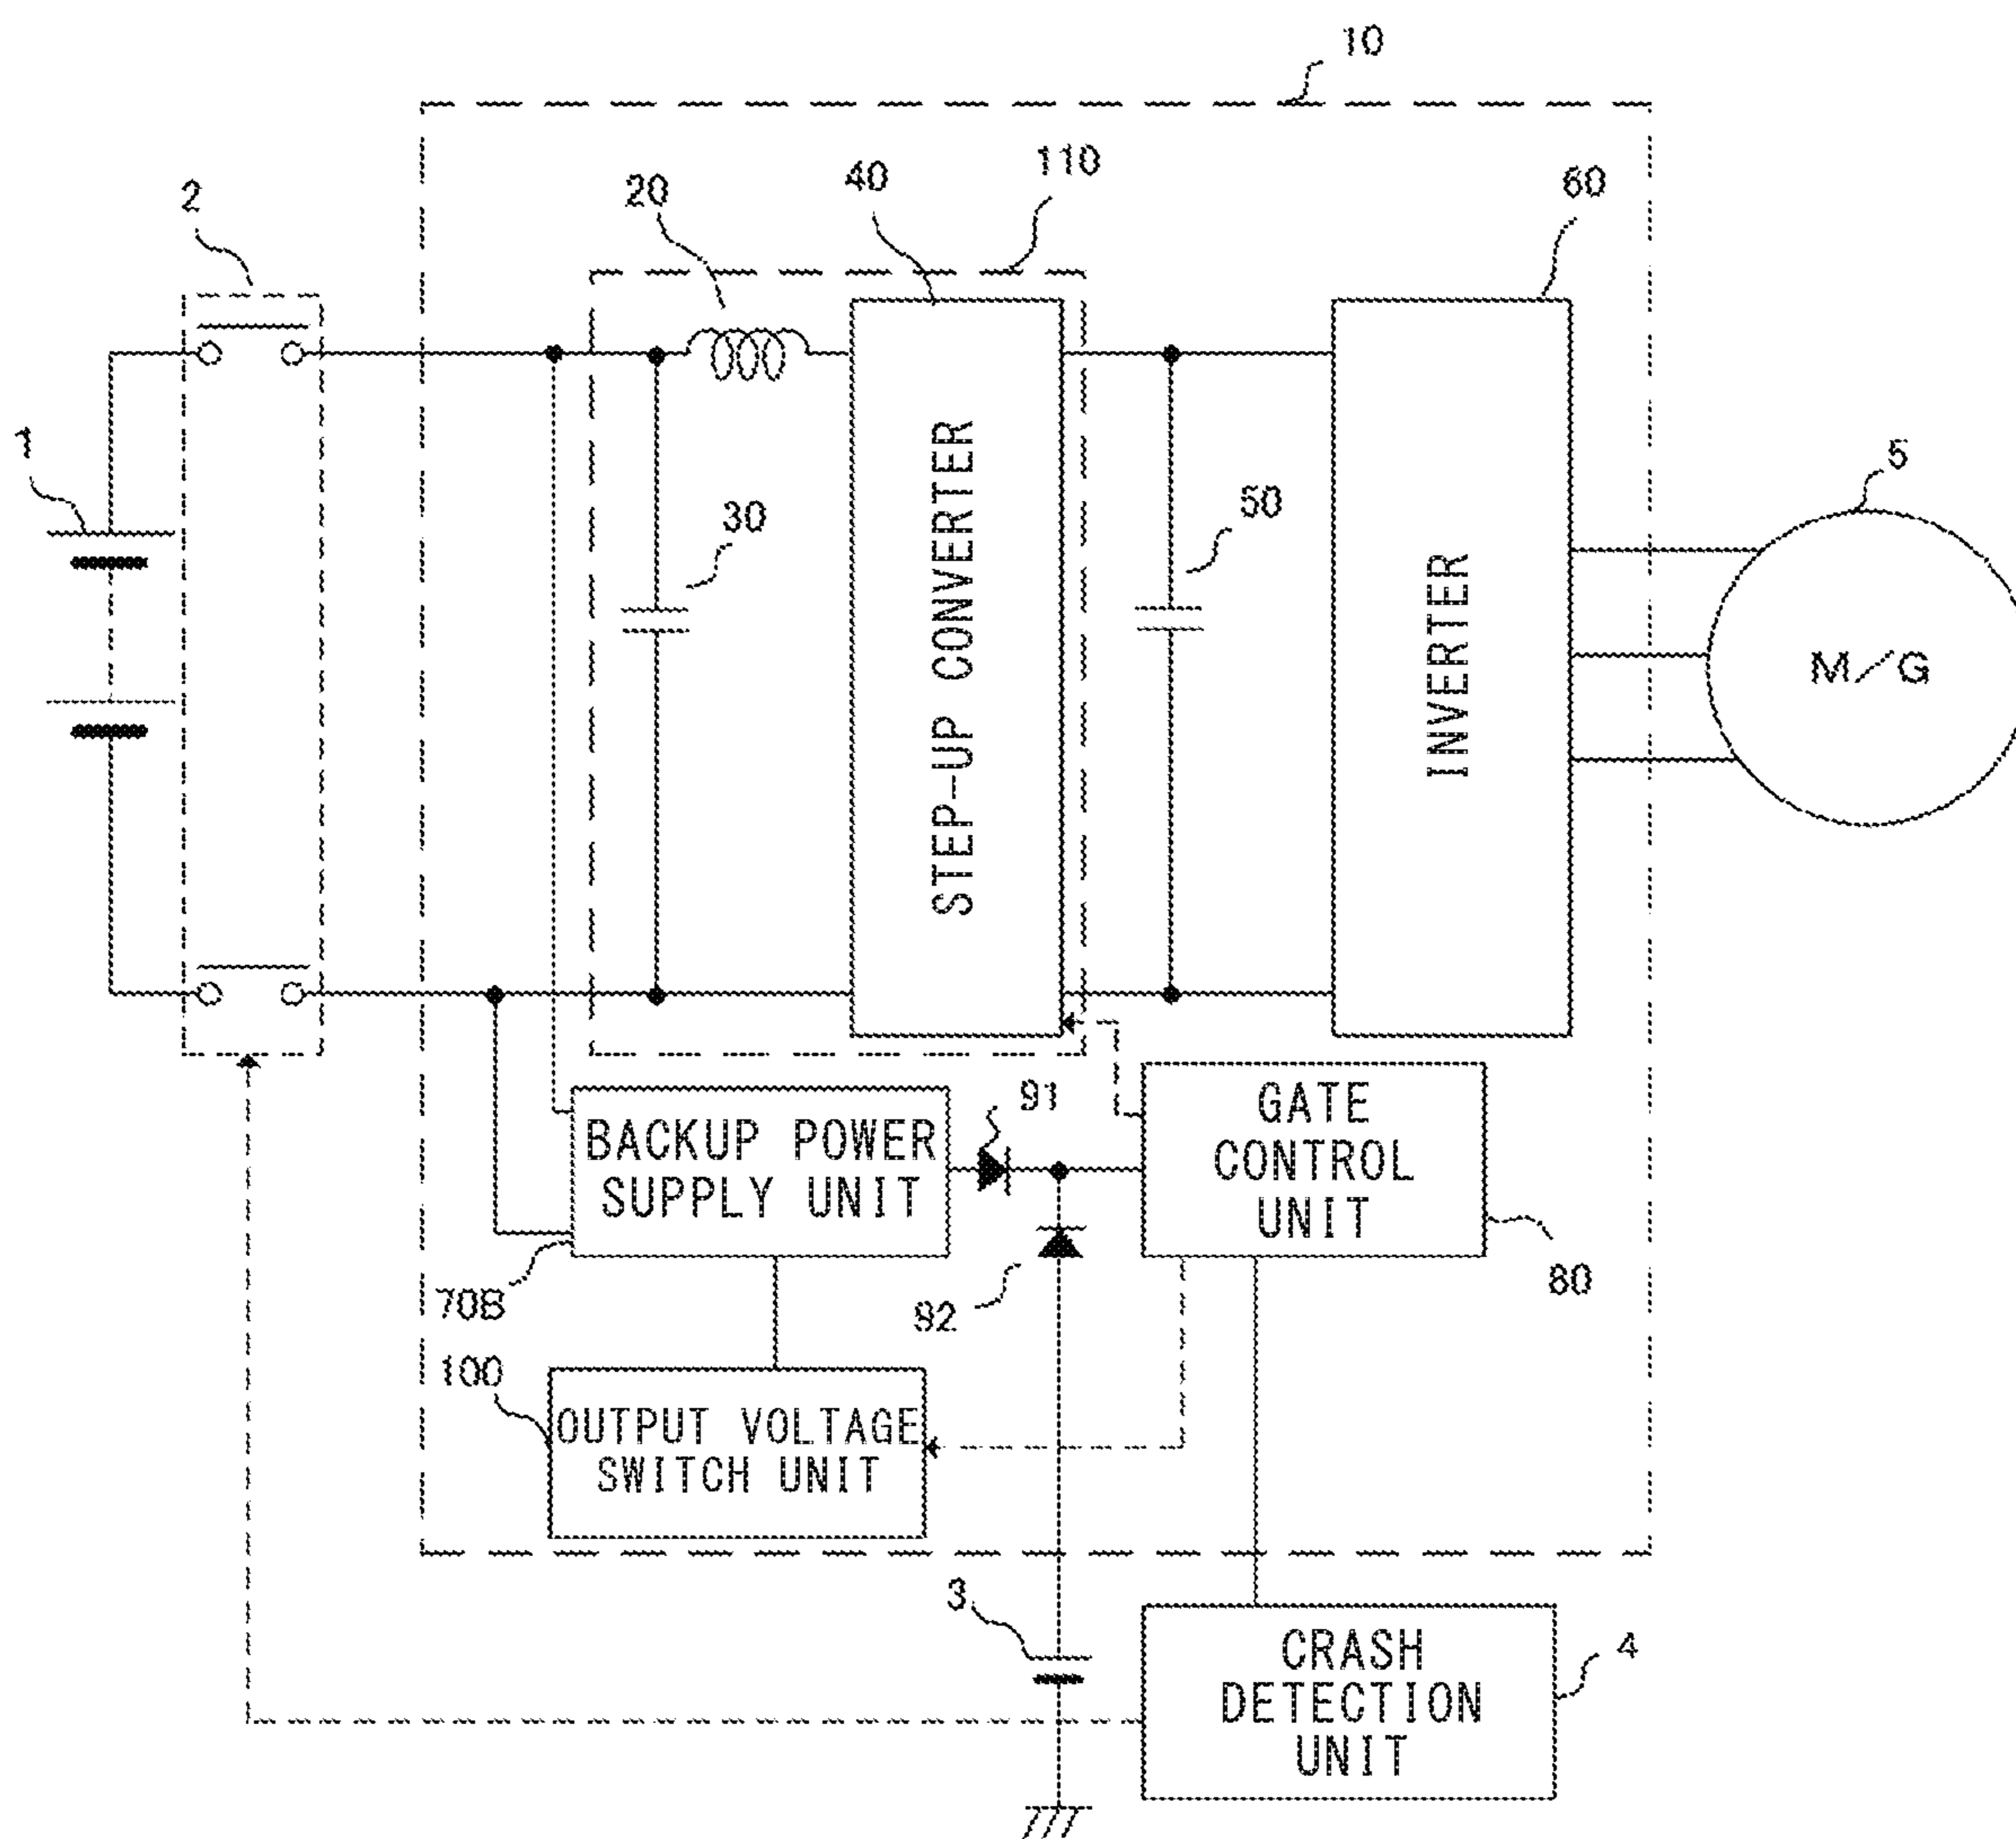 10
110
40
60
20
2
1
5
30
50
STEP-UP CONVERTER
INVERTER
M/G
91
BACKUP POWER
SUPPLY UNIT
GATE
CONTROL
UNIT
70B
92
80
100
OUTPUT VOLTAGE
SWITCH UNIT
3
CRASH
DETECTION
UNIT
4